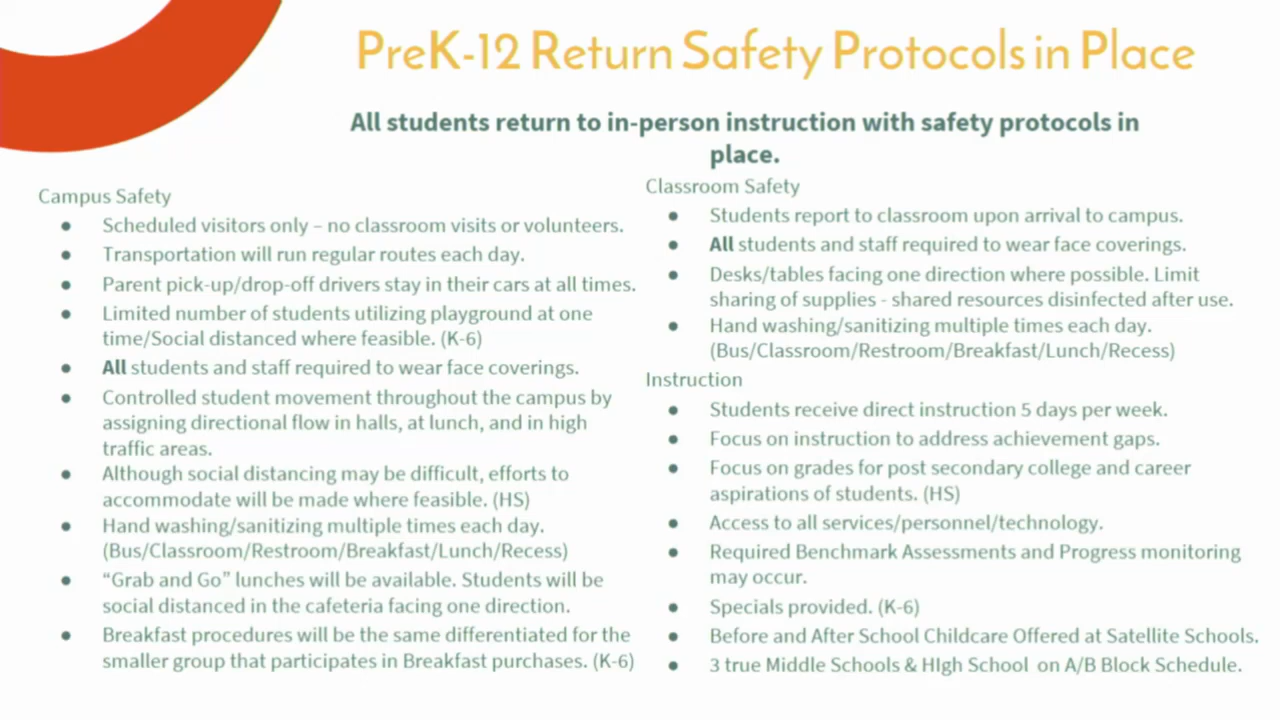 PreK-12 Return Safety Protocols in Place
All students return to in-person instruction with safety protocols in
place.
Campus Safety
● Scheduled visitors only – no classroom visits or volunteers.
● Transportation will run regular routes each day.
● Parent pick-up/drop-off drivers stay in their cars at all times.
● Limited number of students utilizing playground at one
time/Social distanced where feasible. (K-6)
● All students and staff required to wear face coverings.
● Controlled student movement throughout the campus by
assigning directional flow in halls, at lunch, and in high
traffic areas.
● Although social distancing may be difficult, efforts to
accommodate will be made where feasible. (HS)
● Hand washing/sanitizing multiple times each day.
(Bus/Classroom/Restroom/Breakfast/Lunch/Recess)
● “Grab and Go” lunches will be available. Students will be
social distanced in the cafeteria facing one direction.
● Breakfast procedures will be the same differentiated for the
smaller group that participates in Breakfast purchases. (K-6)
Classroom Safety
● Students report to classroom upon arrival to campus.
● All students and staff required to wear face coverings.
● Desks/tables facing one direction where possible. Limit
sharing of supplies - shared resources disinfected after use.
● Hand washing/sanitizing multiple times each day.
(Bus/Classroom/Restroom/Breakfast/Lunch/Recess)
Instruction
● Students receive direct instruction 5 days per week.
● Focus on instruction to address achievement gaps.
● Focus on grades for post secondary college and career
aspirations of students. (HS)
● Access to all services/personnel/technology.
● Required Benchmark Assessments and Progress monitoring
may occur.
● Specials provided. (K-6)
● Before and After School Childcare Offered at Satellite Schools.
● 3 true Middle Schools & HIgh School on A/B Block Schedule.